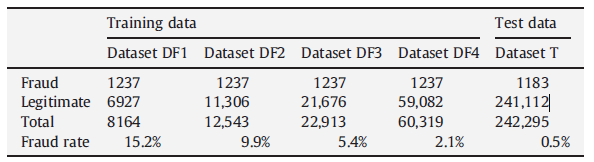 Training data Test data
Dataset DF1 Dataset DF2 Dataset DF3 Dataset DF4 Dataset T
Fraud 1237 1237 1237 1237 1183
Legitimate 6927 11,306 21,676 59,082 241,112
Total 8164 12,543 22,913 60,319 242,295
Fraud rate 15.2% 9.9% 5.4% 2.1% 0.5%